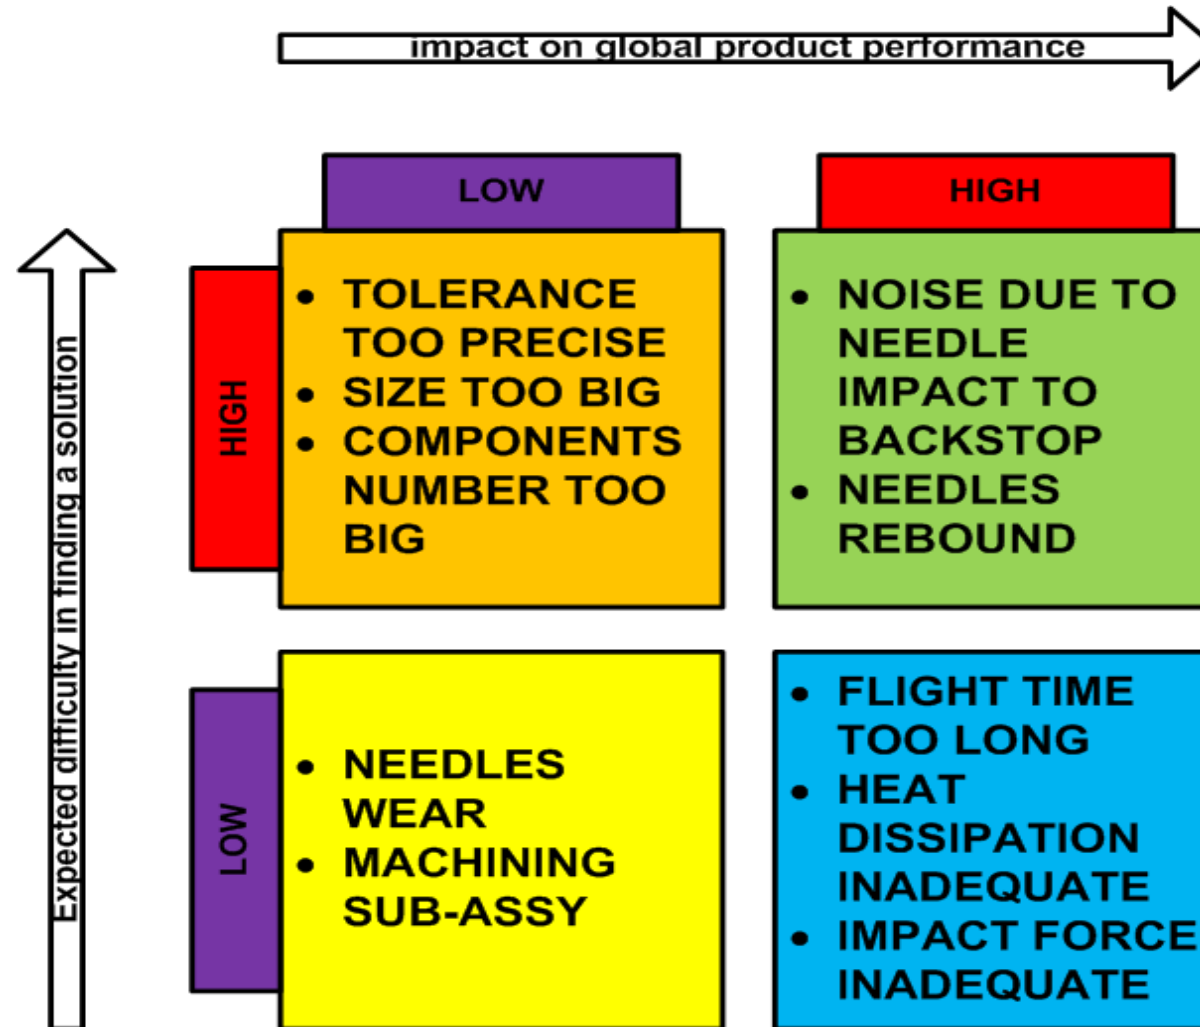 impact on global product performance
LOW
HIGH
Expected difficulty in finding a solution
HIGH
• TOLERANCE
TOO PRECISE
• SIZE TOO BIG
• COMPONENTS
NUMBER TOO
BIG
• NOISE DUE TO
NEEDLE
IMPACT TO
BACKSTOP
• NEEDLES
REBOUND
LOW
• NEEDLES
WEAR
• MACHINING
SUB-ASSY
• FLIGHT TIME
TOO LONG
• HEAT
DISSIPATION
INADEQUATE
• IMPACT FORCE
INADEQUATE